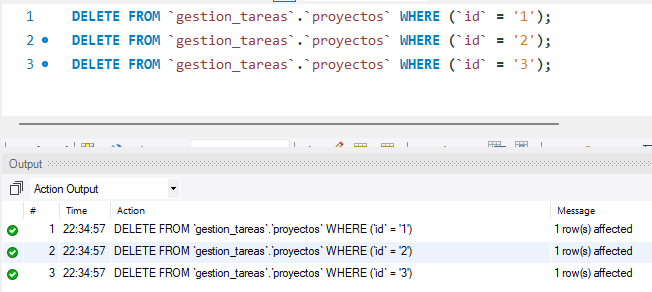 1 DELETE FROM `gestion_tareas`.`proyectos` WHERE (`id` = '1');
2 DELETE FROM `gestion_tareas`.`proyectos` WHERE (`id` = '2');
3 DELETE FROM `gestion_tareas`.`proyectos` WHERE (`id` = '3');
Output
Action Output
# Time Action Message
1 22:34:57 DELETE FROM `gestion_tareas`.`proyectos` WHERE (`id` = '1') 1 row(s) affected
2 22:34:57 DELETE FROM `gestion_tareas`.`proyectos` WHERE (`id` = '2') 1 row(s) affected
3 22:34:57 DELETE FROM `gestion_tareas`.`proyectos` WHERE (`id` = '3') 1 row(s) affected